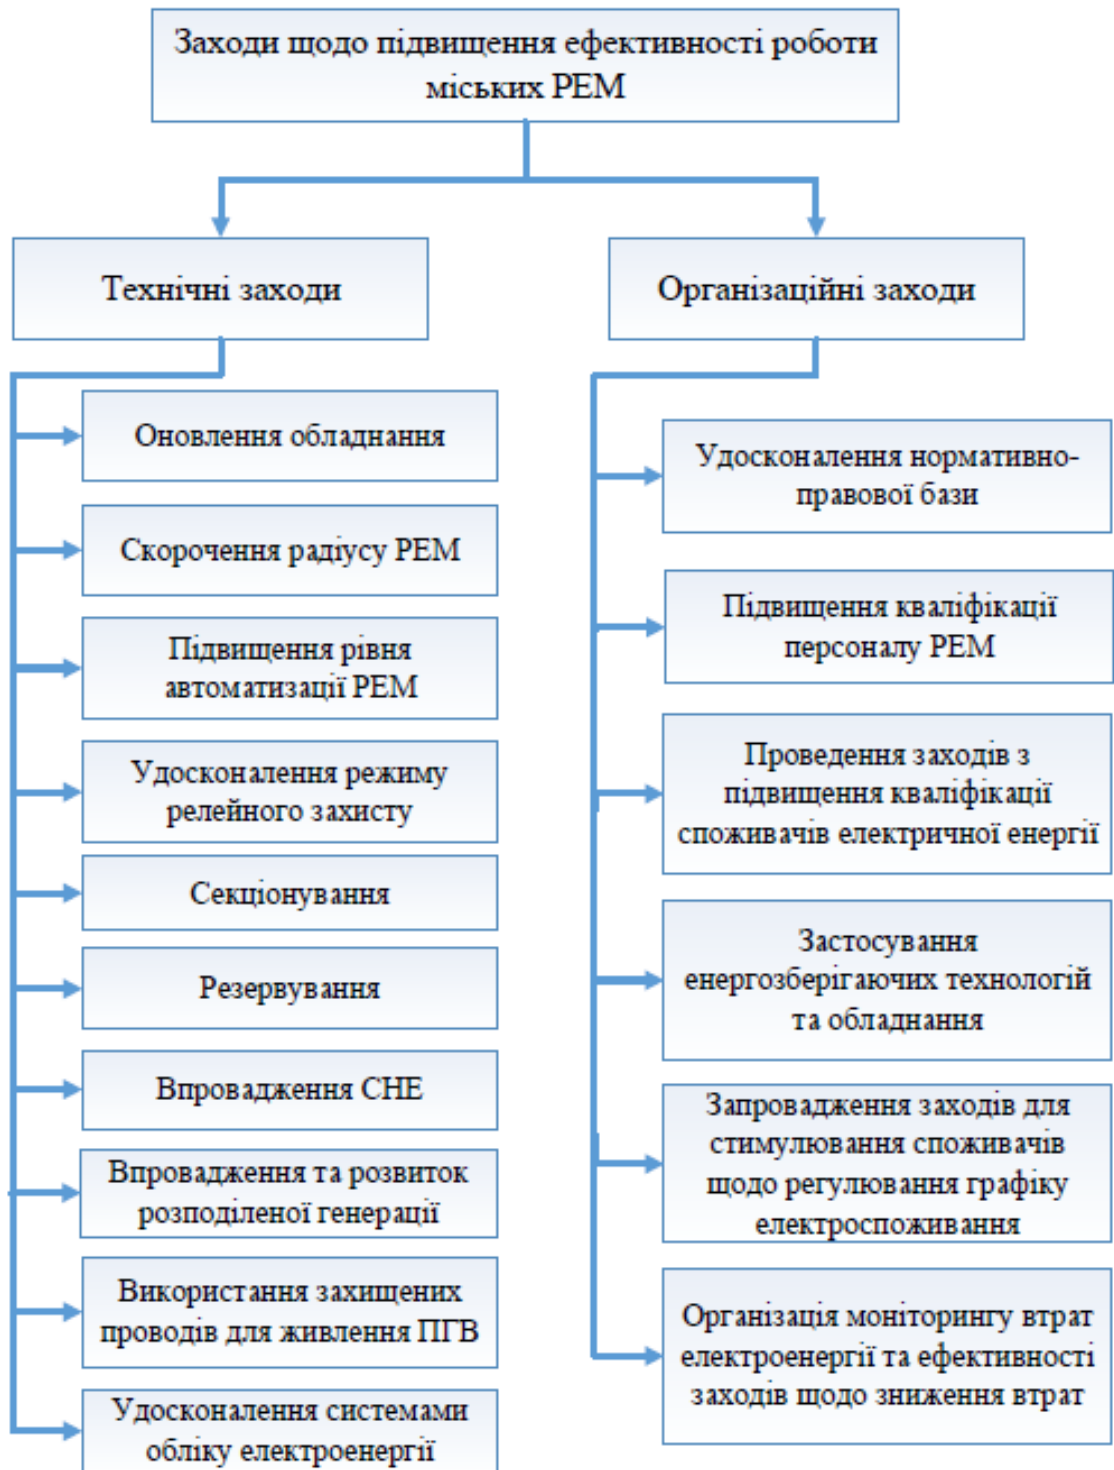 Заходи щодо підвищення ефективності роботи
міських РЕМ
Технічні заходи
Оновлення обладнання
Скорочення радіусу РЕМ
Підвищення рівня
автоматизації РЕМ
Удосконалення режиму
релейного захисту
Секціонування
Резервування
Впровадження СНЕ
Впровадження та розвиток
розподіленої генерації
Використання захищених
проводів для живлення ПГВ
Удосконалення системами
обліку електроенергії
Організаційні заходи
Удосконалення нормативно-
правової бази
Підвищення кваліфікації
персоналу РЕМ
Проведення заходів з
підвищення кваліфікації
споживачів електричної енергії
Застосування
енергозберігаючих технологій
та обладнання
Запровадження заходів для
стимулювання споживачів
щодо регулювання графіку
електроспоживання
Організація моніторингу втрат
електроенергії та ефективності
заходів щодо зниження втрат